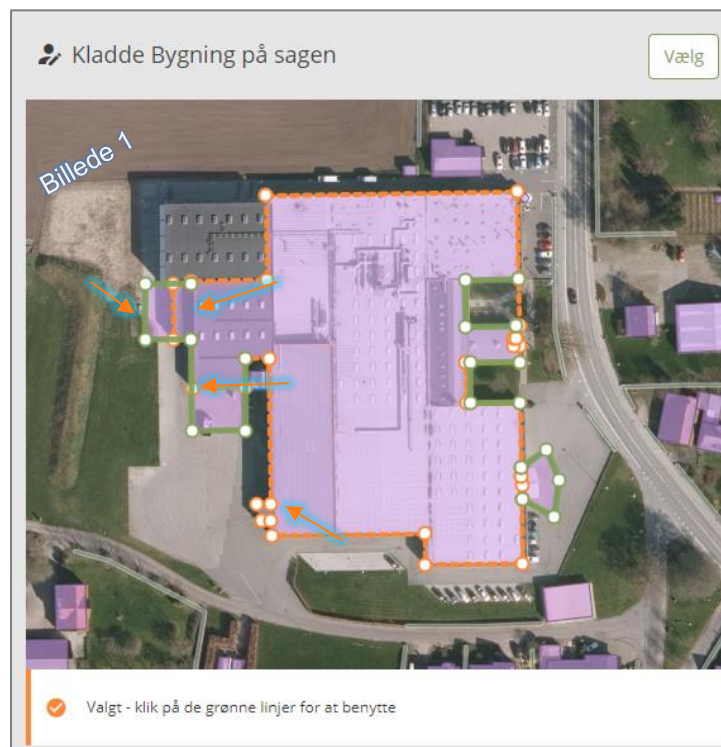 Kladde Bygning på sagen
Vælg
Billede 1
Valgt - klik på de grønne linjer for at benytte